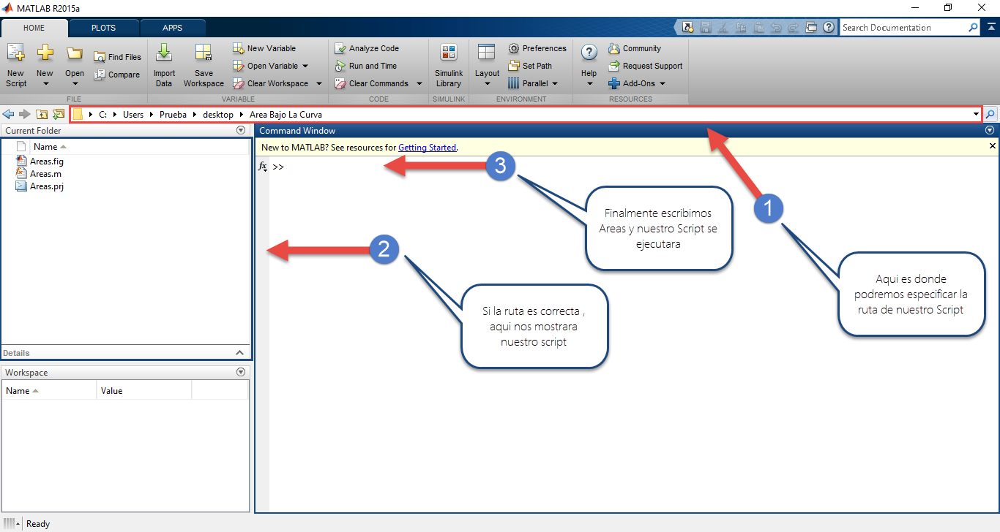 MATLAB R2015a
HOME
PLOTS
APPS
Search Documentation
New Script
New
Open
Find Files
Compare
Import Data
Save Workspace
New Variable
Open Variable
Clear Workspace
Analyze Code
Run and Time
Clear Commands
Simulink Library
Layout
Preferences
Set Path
Parallel
Help
Community
Request Support
Add-Ons
FILE
VARIABLE
CODE
SIMULINK
ENVIRONMENT
RESOURCES
C: Users Prueba desktop Area Bajo La Curva
Current Folder
Name
Areas.fig
Areas.m
Areas.prj
Details
Workspace
Name Value
Command Window
New to MATLAB? See resources for Getting Started.
fx >>
1
Aqui es donde
podremos especificar la
ruta de nuestro Script
2
Si la ruta es correcta ,
aqui nos mostrara
nuestro script
3
Finalmente escribimos
Areas y nuestro Script se
ejecutara
Ready